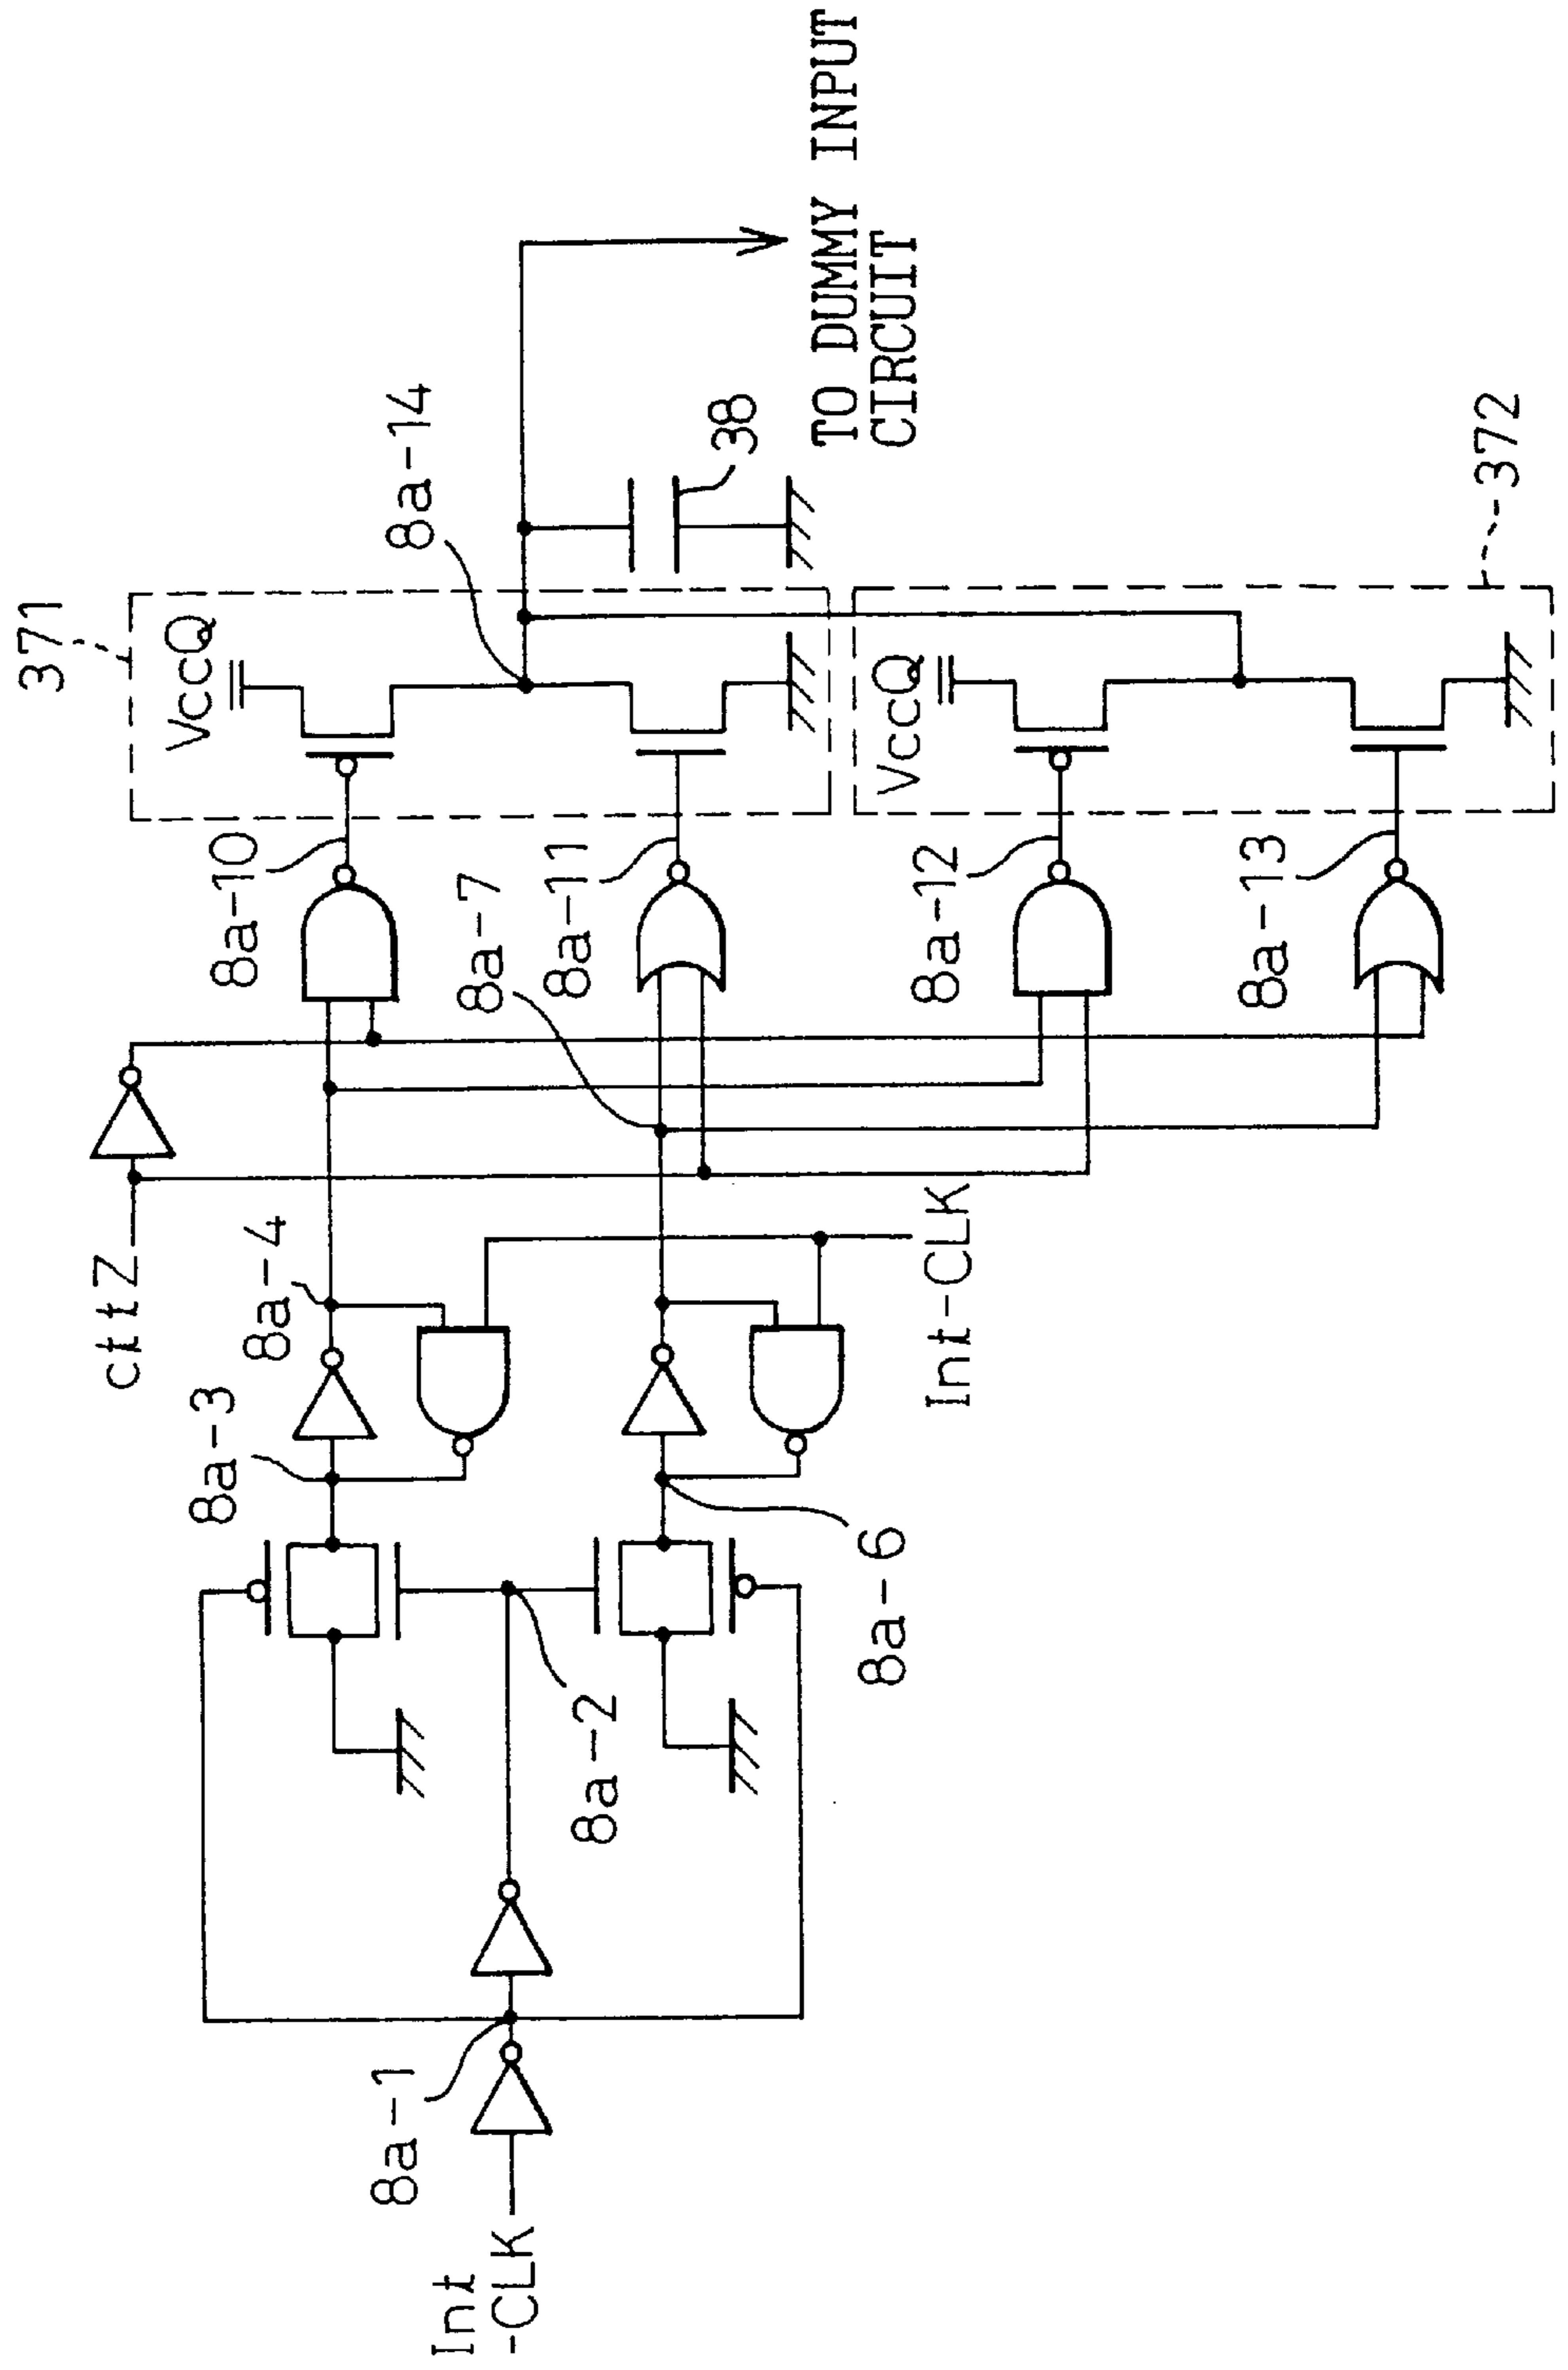 371
VccQ
8a-14
38
TO DUMMY INPUT
CIRCUIT
VccQ
372
8a-10
8a-11
8a-7
8a-12
8a-13
cttZ
8a-4
8a-3
Int-CLK
8a-6
8a-2
8a-1
Int
-CLK